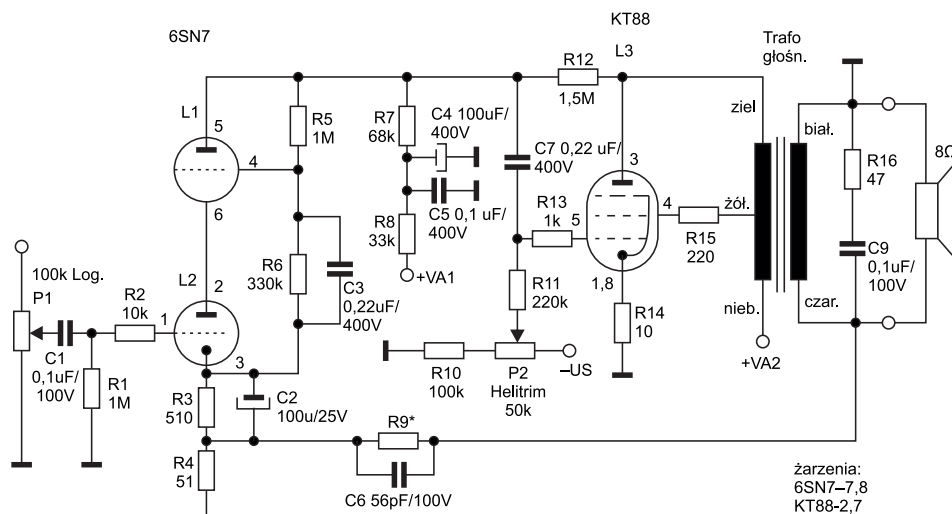 6SN7
KT88
L1
5
4
6
R5
1M
R7
68k
C4 100uF/
400V
C5 0,1 uF/
400V
R8
33k
+VA1
R12
1,5M
L3
C7 0,22 uF/
400V
R13
1k
5
3
4
1,8
Trafo
głośn.
ziel
żół.
nieb.
+VA2
biał.
czar.
R15
220
R14
10
R16
47
C9
0,1uF/
100V
8Ω
100k Log.
P1
C1
0,1uF/
100V
R2
10k
R1
1M
L2
1
2
3
R6
330k
C3
0,22uF/
400V
R3
510
C2
100u/25V
R4
51
R11
220k
R10
100k
P2
Helitrim
50k
–US
R9*
C6 56pF/100V
żarzenia:
6SN7–7,8
KT88-2,7